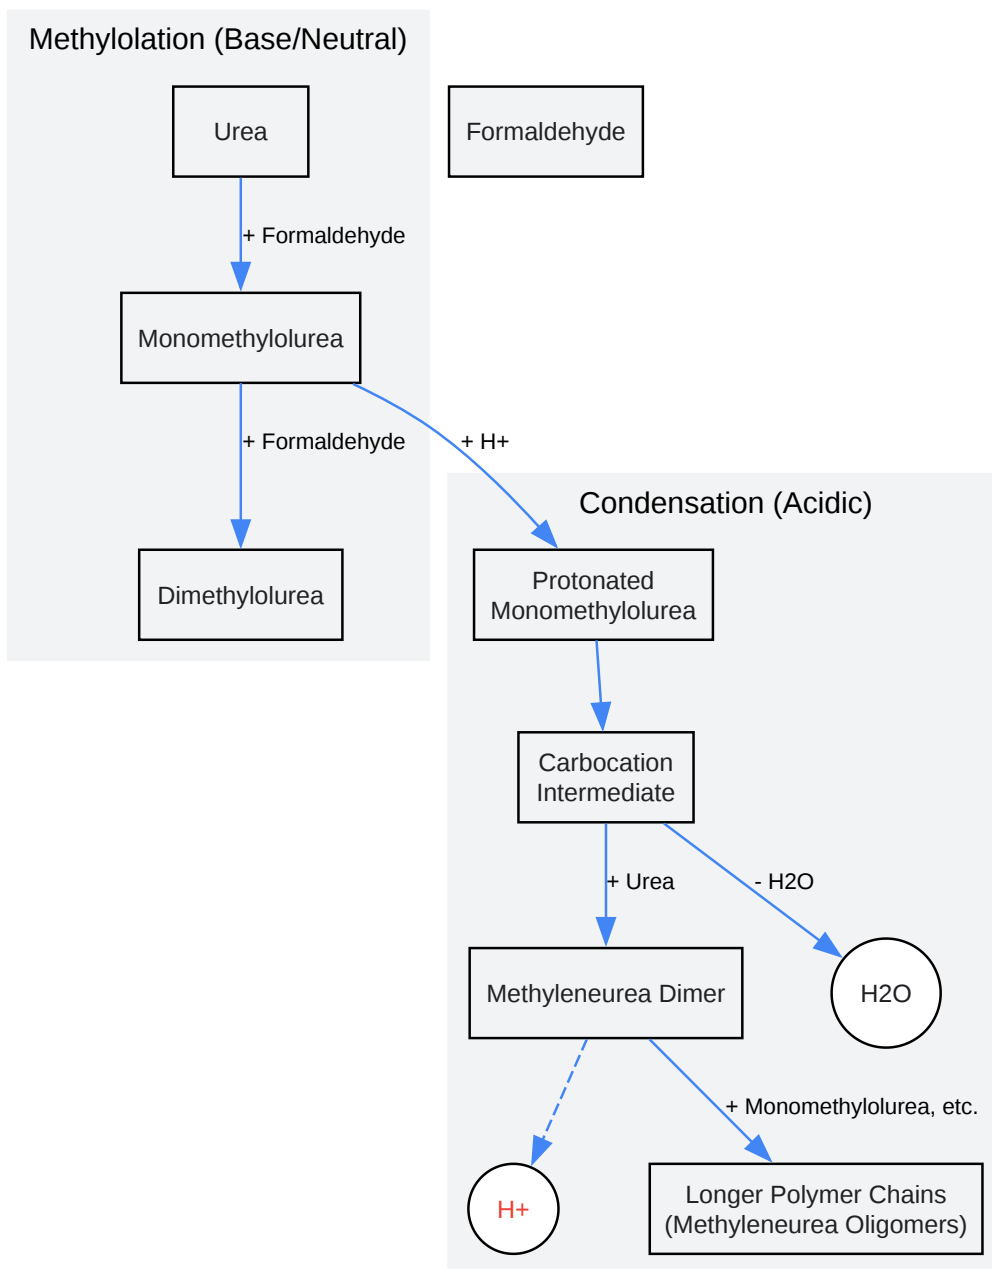 Methylolation (Base/Neutral)
Urea
Formaldehyde
+ Formaldehyde
Monomethylolurea
+ Formaldehyde
+ H+
Condensation (Acidic)
Dimethylolurea
Protonated
Monomethylolurea
Carbocation
Intermediate
+ Urea
- H2O
Methyleneurea Dimer
H2O
+ Monomethylolurea, etc.
H+
Longer Polymer Chains
(Methyleneurea Oligomers)